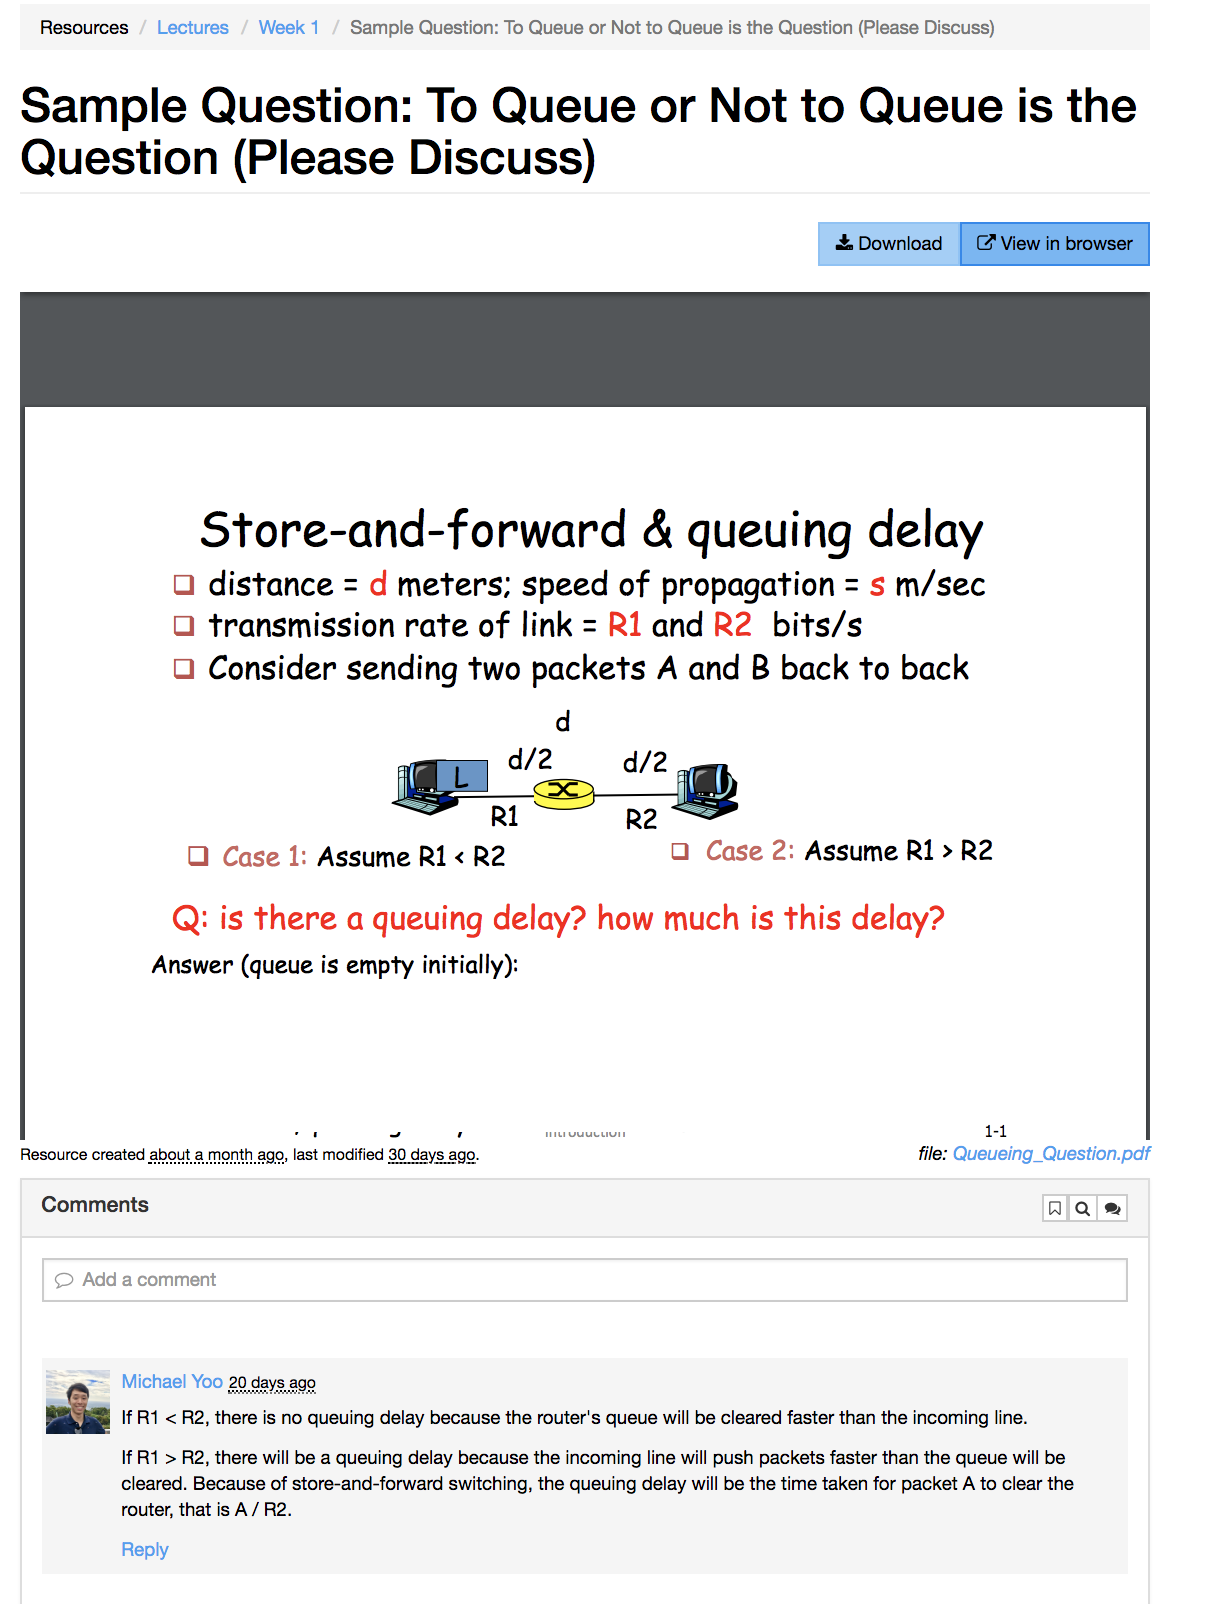 Resources / Lectures / Week 1 / Sample Question: To Queue or Not to Queue is the Question (Please Discuss)
Sample Question: To Queue or Not to Queue is the
Question (Please Discuss)
Download View in browser
Store-and-forward & queuing delay
distance = d meters; speed of propagation = s m/sec
transmission rate of link = R1 and R2 bits/s
Consider sending two packets A and B back to back
d
d/2 d/2
L
R1 R2
Case 1: Assume R1 < R2
Case 2: Assume R1 > R2
Q: is there a queuing delay? how much is this delay?
Answer (queue is empty initially):
Introduction
1-1
Resource created about a month ago, last modified 30 days ago.
file: Queueing_Question.pdf
Comments
Add a comment
Michael Yoo 20 days ago
If R1 < R2, there is no queuing delay because the router's queue will be cleared faster than the incoming line.
If R1 > R2, there will be a queuing delay because the incoming line will push packets faster than the queue will be
cleared. Because of store-and-forward switching, the queuing delay will be the time taken for packet A to clear the
router, that is A / R2.
Reply